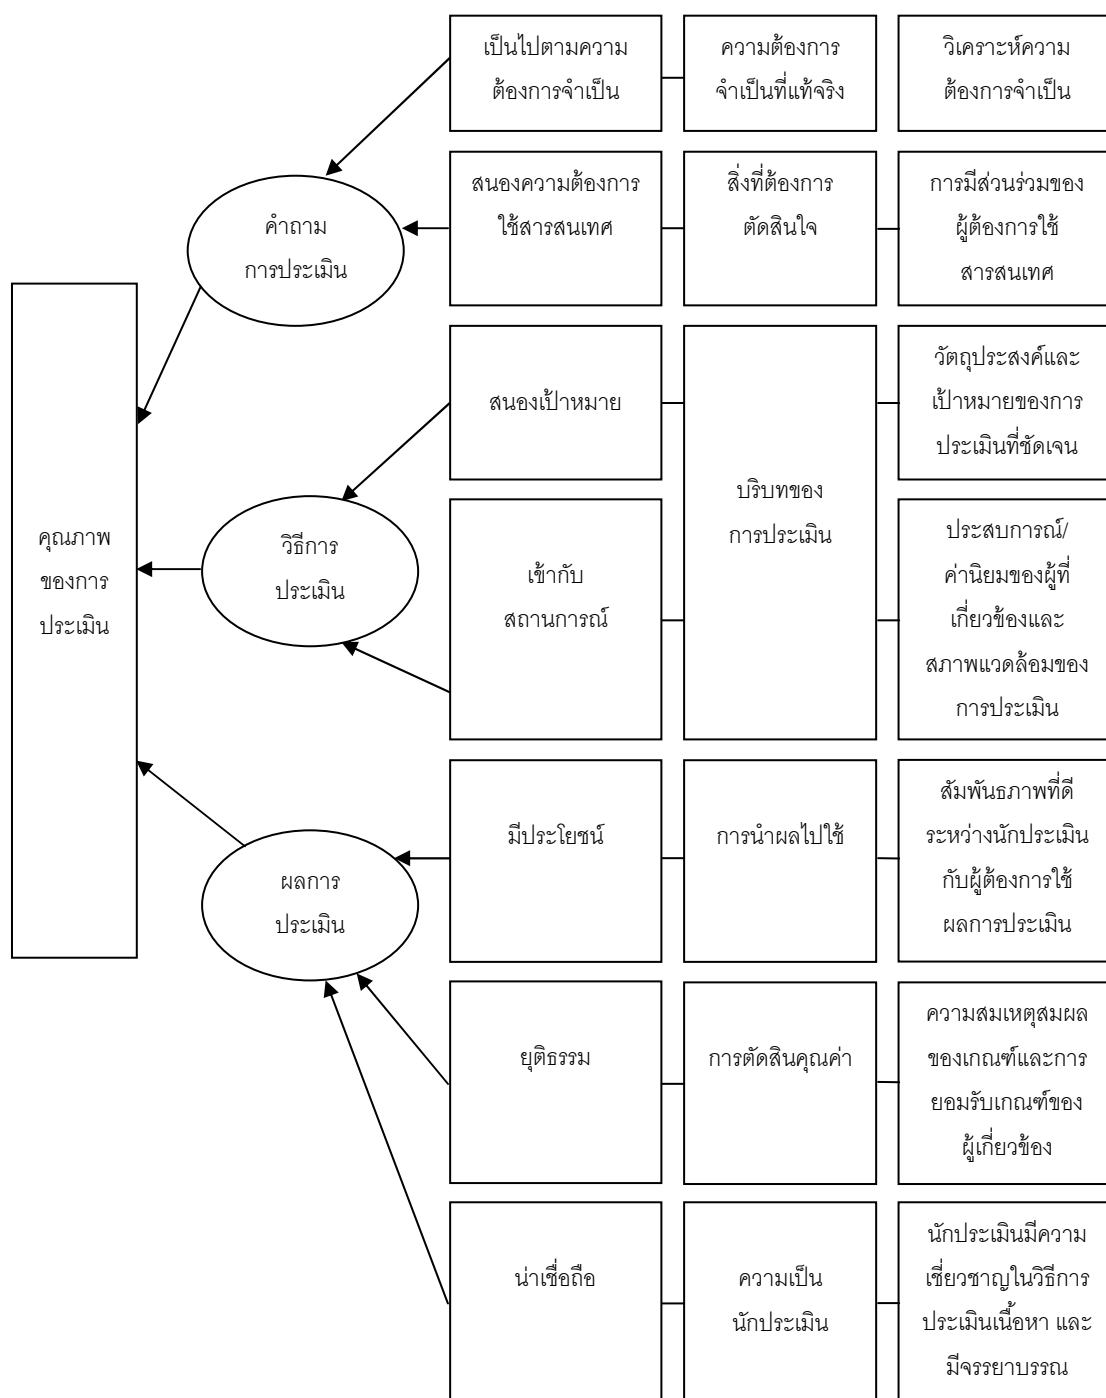 เป็นไปตามความ
ต้องการจำเป็น
ความต้องการ
จำเป็นที่แท้จริง
วิเคราะห์ความ
ต้องการจำเป็น
คำถาม
การประเมิน
สนองความต้องการ
ใช้สารสนเทศ
สิ่งที่ต้องการ
ตัดสินใจ
การมีส่วนร่วมของ
ผู้ต้องการใช้
สารสนเทศ
คุณภาพ
ของการ
ประเมิน
วิธีการ
ประเมิน
สนองเป้าหมาย
บริบทของ
การประเมิน
วัตถุประสงค์และ
เป้าหมายของการ
ประเมินที่ชัดเจน
เข้ากับ
สถานการณ์
ประสบการณ์/
ค่านิยมของผู้ที่
เกี่ยวข้องและ
สภาพแวดล้อมของ
การประเมิน
ผลการ
ประเมิน
มีประโยชน์
การนำผลไปใช้
สัมพันธภาพที่ดี
ระหว่างนักประเมิน
กับผู้ต้องการใช้
ผลการประเมิน
ยุติธรรม
การตัดสินคุณค่า
ความสมเหตุสมผล
ของเกณฑ์และการ
ยอมรับเกณฑ์ของ
ผู้เกี่ยวข้อง
น่าเชื่อถือ
ความเป็น
นักประเมิน
นักประเมินมีความ
เชี่ยวชาญในวิธีการ
ประเมินเนื้อหา และ
มีจรรยาบรรณ